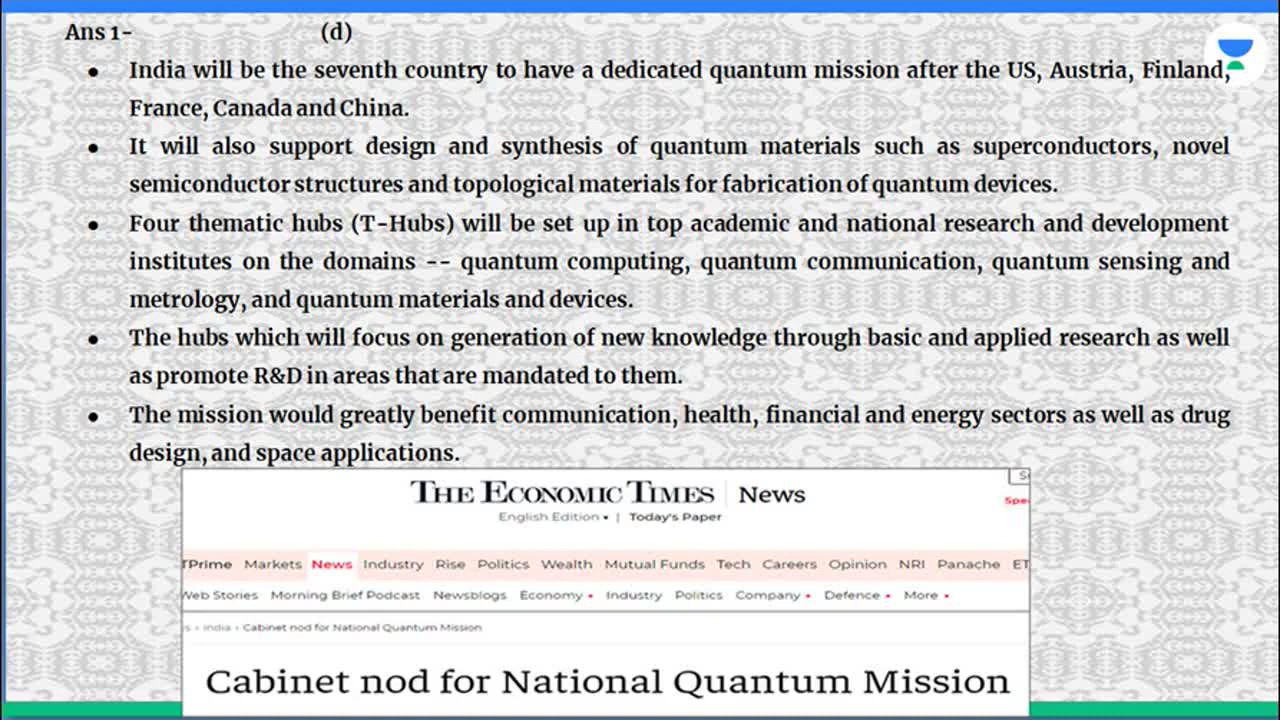 Ans 1- (d)
● India will be the seventh country to have a dedicated quantum mission after the US, Austria, Finland,
France, Canada and China.
● It will also support design and synthesis of quantum materials such as superconductors, novel
semiconductor structures and topological materials for fabrication of quantum devices.
● Four thematic hubs (T-Hubs) will be set up in top academic and national research and development
institutes on the domains -- quantum computing, quantum communication, quantum sensing and
metrology, and quantum materials and devices.
● The hubs which will focus on generation of new knowledge through basic and applied research as well
as promote R&D in areas that are mandated to them.
● The mission would greatly benefit communication, health, financial and energy sectors as well as drug
design, and space applications.
THE ECONOMIC TIMES | News
English Edition ▾ | Today's Paper
TPrime Markets News Industry Rise Politics Wealth Mutual Funds Tech Careers Opinion NRI Panache ET
Web Stories Morning Brief Podcast Newsblogs Economy Industry Politics Company Defence More
› India › Cabinet nod for National Quantum Mission
Cabinet nod for National Quantum Mission